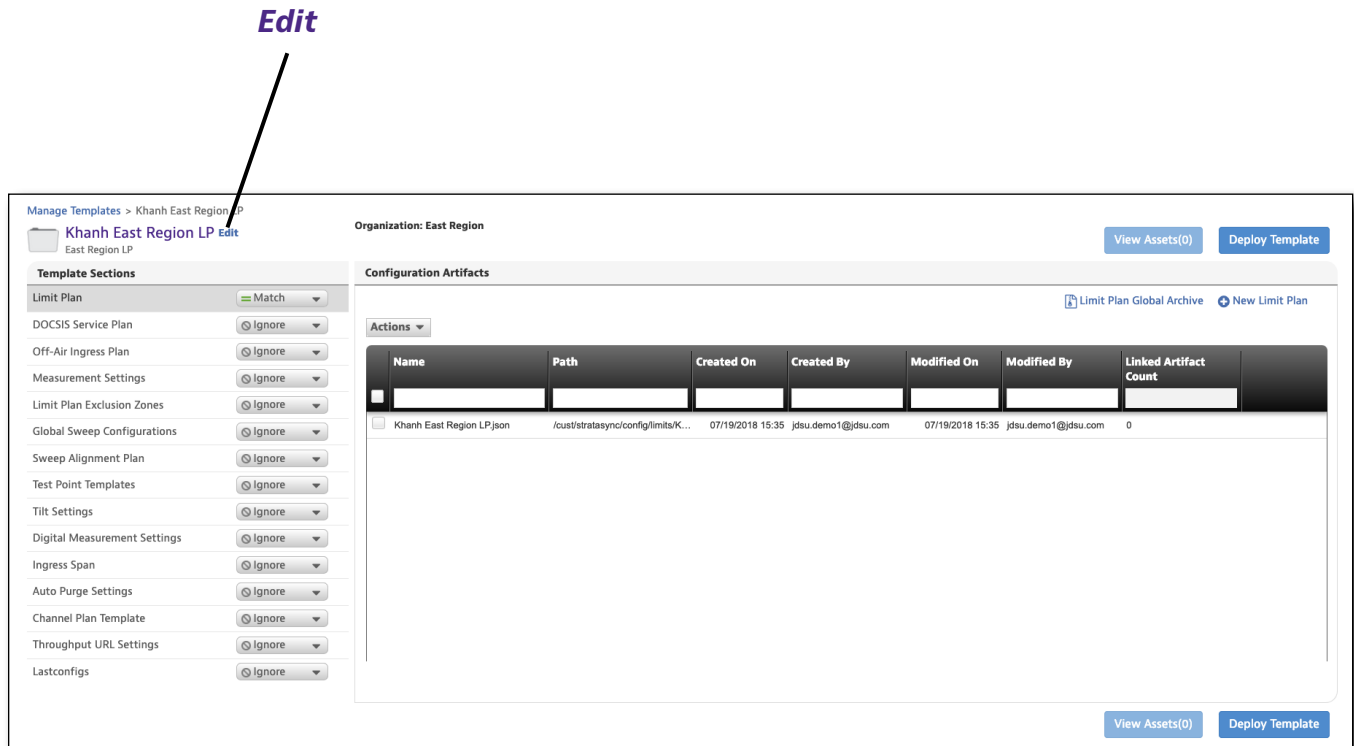 Edit
Manage Templates > Khanh East Region LP
Khanh East Region LP Edit
East Region LP
Organization: East Region
View Assets(0) Deploy Template
Template Sections
Limit Plan = Match
DOCSIS Service Plan Ignore
Off-Air Ingress Plan Ignore
Measurement Settings Ignore
Limit Plan Exclusion Zones Ignore
Global Sweep Configurations Ignore
Sweep Alignment Plan Ignore
Test Point Templates Ignore
Tilt Settings Ignore
Digital Measurement Settings Ignore
Ingress Span Ignore
Auto Purge Settings Ignore
Channel Plan Template Ignore
Throughput URL Settings Ignore
Lastconfigs Ignore
Configuration Artifacts
Limit Plan Global Archive New Limit Plan
Actions
Name Path Created On Created By Modified On Modified By Linked Artifact Count
Khanh East Region LP.json /cust/stratasync/config/limits/K... 07/19/2018 15:35 jdsu.demo1@jdsu.com 07/19/2018 15:35 jdsu.demo1@jdsu.com 0
View Assets(0) Deploy Template